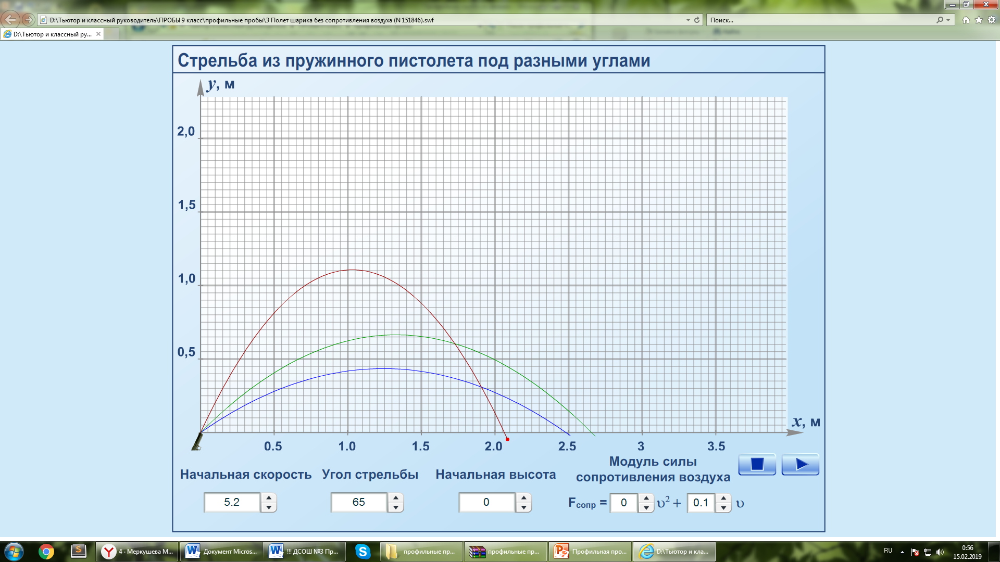 D:\Тьютор и классный руководитель\ПРОБЫ 9 класс\профильные пробы\3 Полет шарика без сопротивления воздуха (N 151846).swf
Поиск...
D:\Тьютор и классный ру...
Стрельба из пружинного пистолета под разными углами
y, м
2,0
1,5
1,0
0,5
x, м
0.5 1.0 1.5 2.0 2.5 3 3.5
Начальная скорость Угол стрельбы Начальная высота
Модуль силы
сопротивления воздуха
5.2 65 0
Fсопр = 0 υ² + 0.1 υ
4 · Меркушева М... Документ Micros... !!! ДСОШ №3 Пр... профильные пр... профильные пр... Профильная про... D:\Тьютор и кла...
RU
0:56
15.02.2019